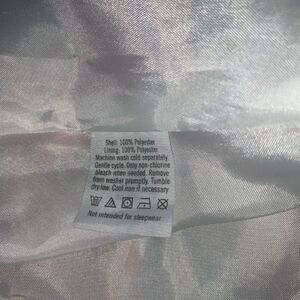 Shell: 100% Polyester
Lining: 100% Polyester
Machine wash cold separately.
Gentle cycle. Only non-chlorine
bleach when needed. Remove
from washer promptly. Tumble
dry low. Cool iron if necessary
Not intended for sleepwear